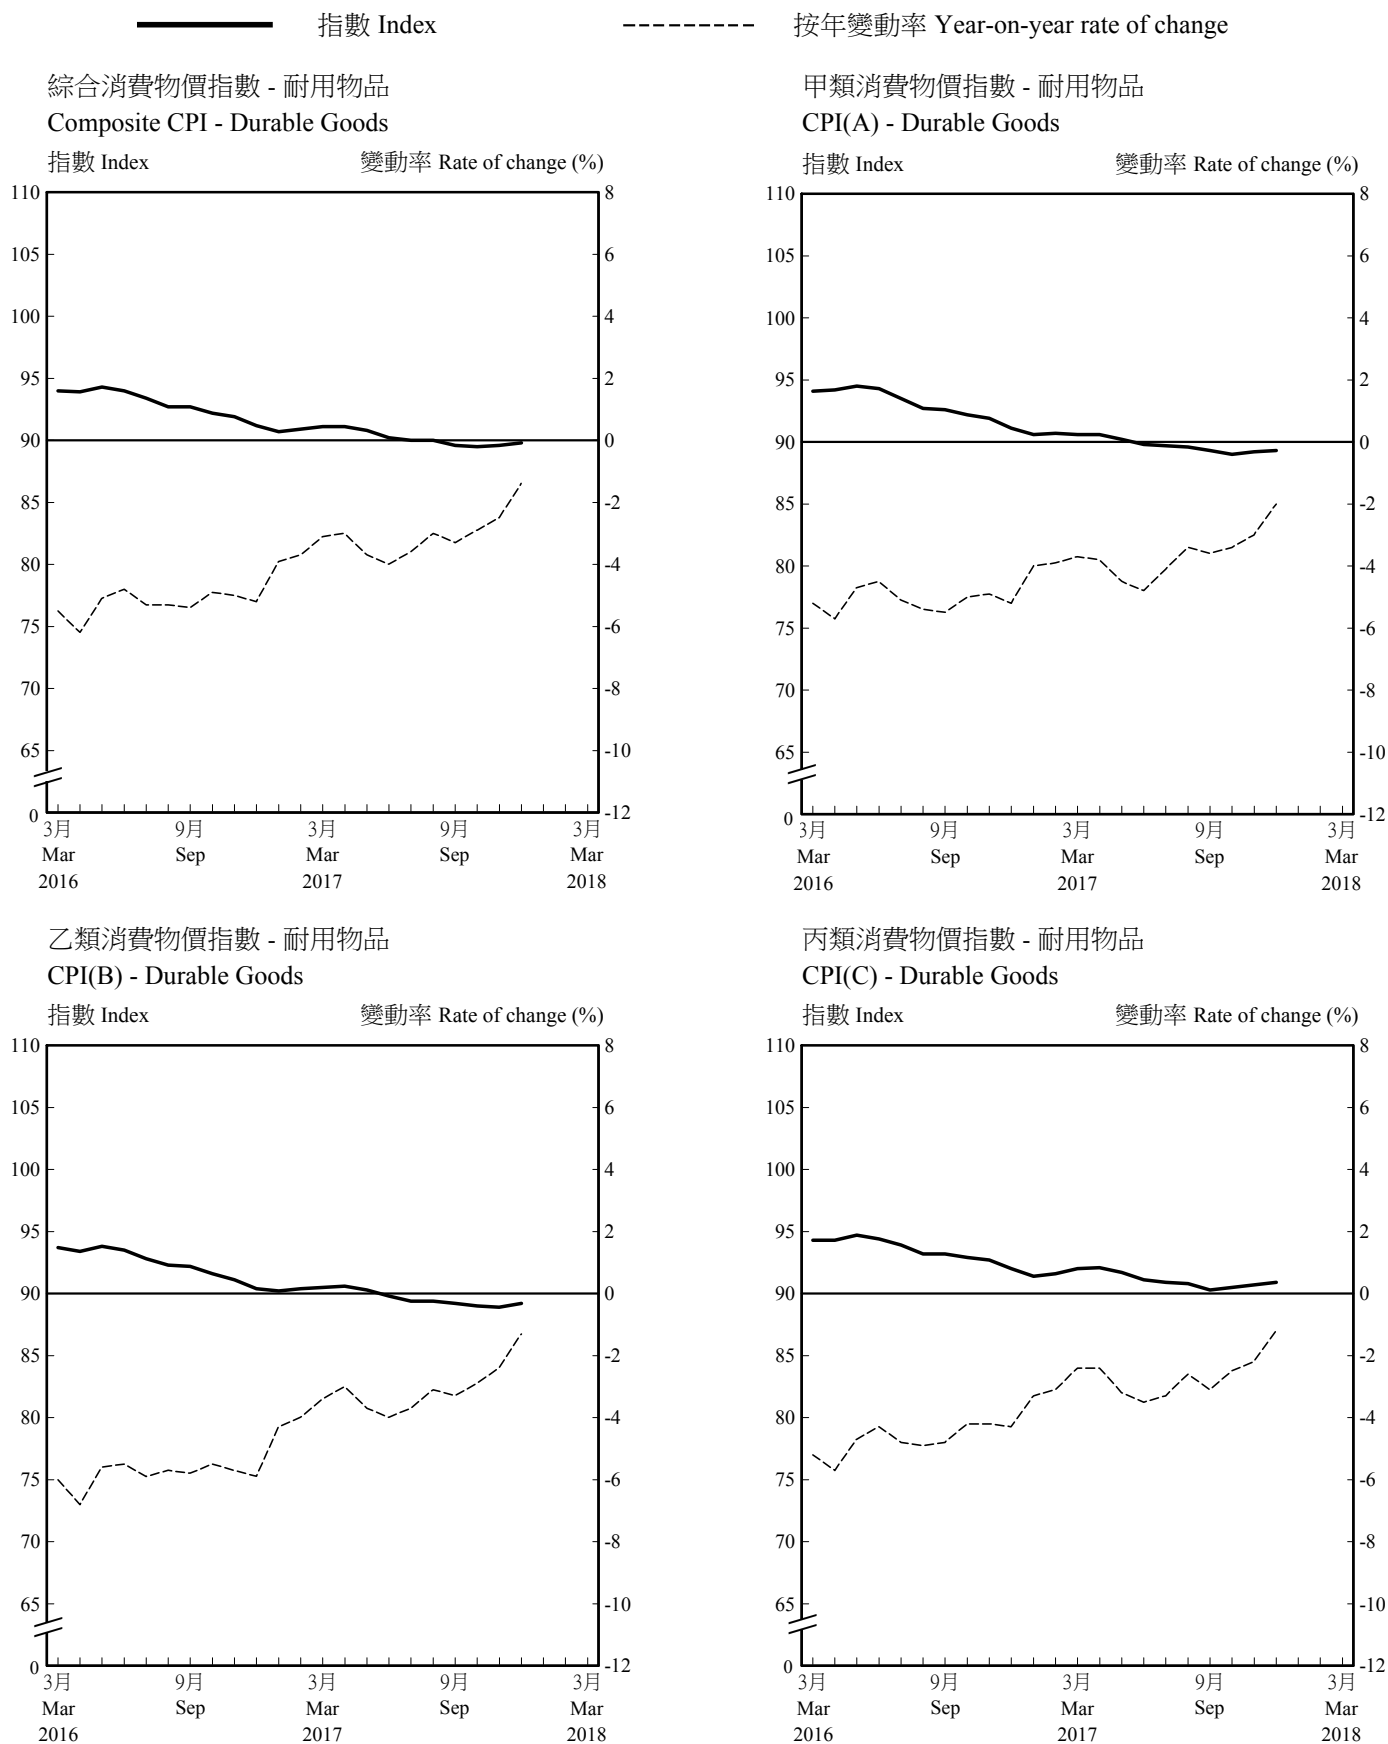 指數 Index 按年變動率 Year-on-year rate of change
綜合消費物價指數 - 耐用物品
Composite CPI - Durable Goods
指數 Index 變動率 Rate of change (%)
110 8
105 6
100 4
95 2
90 0
85 -2
80 -4
75 -6
70 -8
65 -10
0 -12
3月 9月 3月 9月 3月
Mar Sep Mar Sep Mar
2016 2017 2018
甲類消費物價指數 - 耐用物品
CPI(A) - Durable Goods
指數 Index 變動率 Rate of change (%)
110 8
105 6
100 4
95 2
90 0
85 -2
80 -4
75 -6
70 -8
65 -10
0 -12
3月 9月 3月 9月 3月
Mar Sep Mar Sep Mar
2016 2017 2018
乙類消費物價指數 - 耐用物品
CPI(B) - Durable Goods
指數 Index 變動率 Rate of change (%)
110 8
105 6
100 4
95 2
90 0
85 -2
80 -4
75 -6
70 -8
65 -10
0 -12
3月 9月 3月 9月 3月
Mar Sep Mar Sep Mar
2016 2017 2018
丙類消費物價指數 - 耐用物品
CPI(C) - Durable Goods
指數 Index 變動率 Rate of change (%)
110 8
105 6
100 4
95 2
90 0
85 -2
80 -4
75 -6
70 -8
65 -10
0 -12
3月 9月 3月 9月 3月
Mar Sep Mar Sep Mar
2016 2017 2018